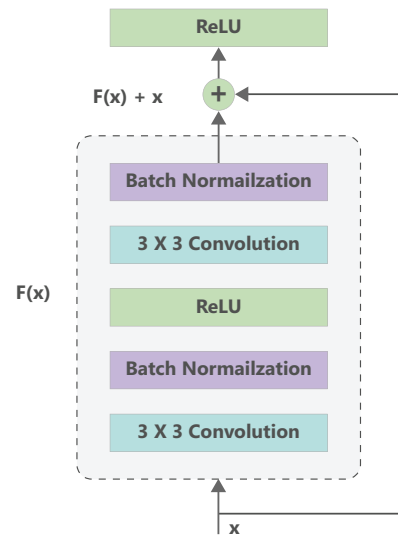 ReLU
+
F(x) + x
Batch Normailzation
3 X 3 Convolution
F(x)
ReLU
Batch Normailzation
3 X 3 Convolution
x